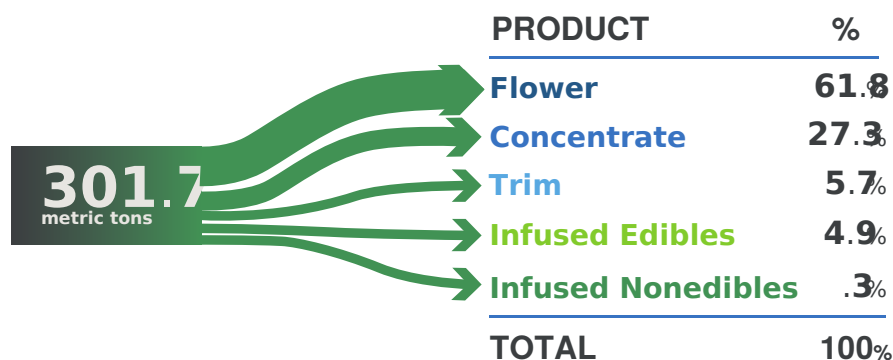 PRODUCT %
Flower 61.8%
Concentrate 27.3%
Trim 5.7%
Infused Edibles 4.9%
Infused Nonedibles .3%
TOTAL 100%
301.7
metric tons